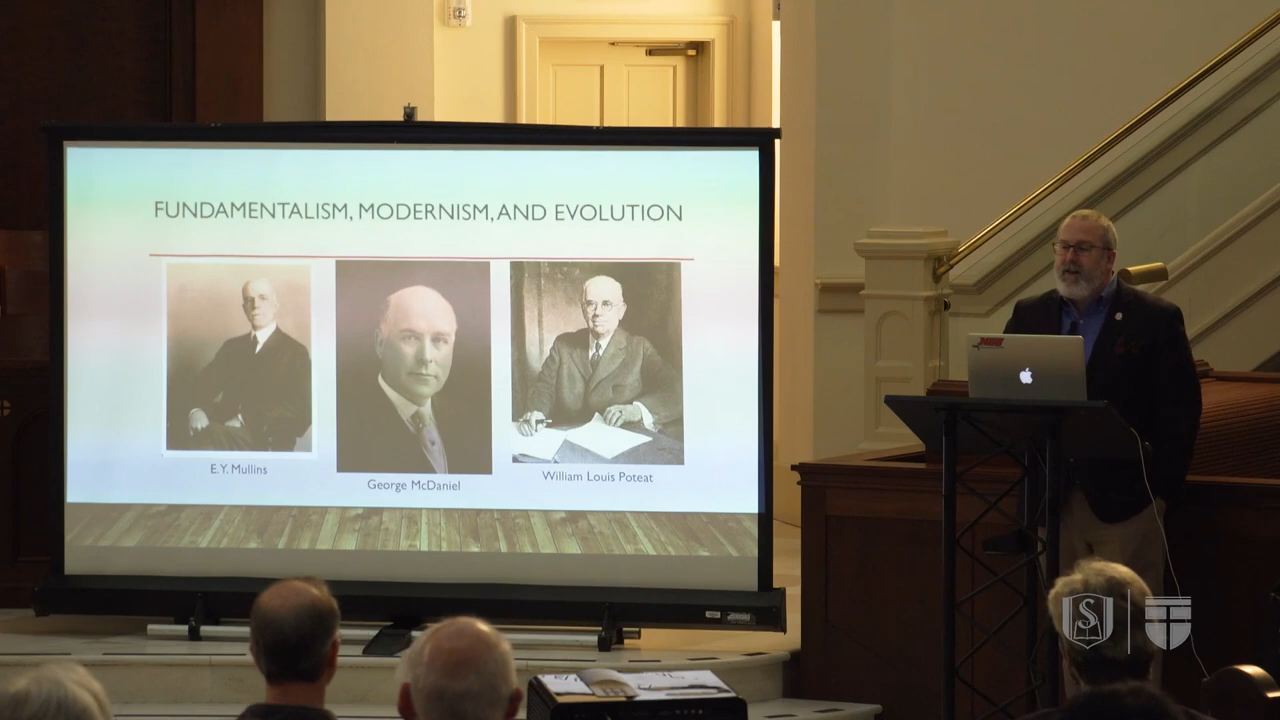 FUNDAMENTALISM, MODERNISM, AND EVOLUTION
E.Y. Mullins
George McDaniel
William Louis Poteat
S